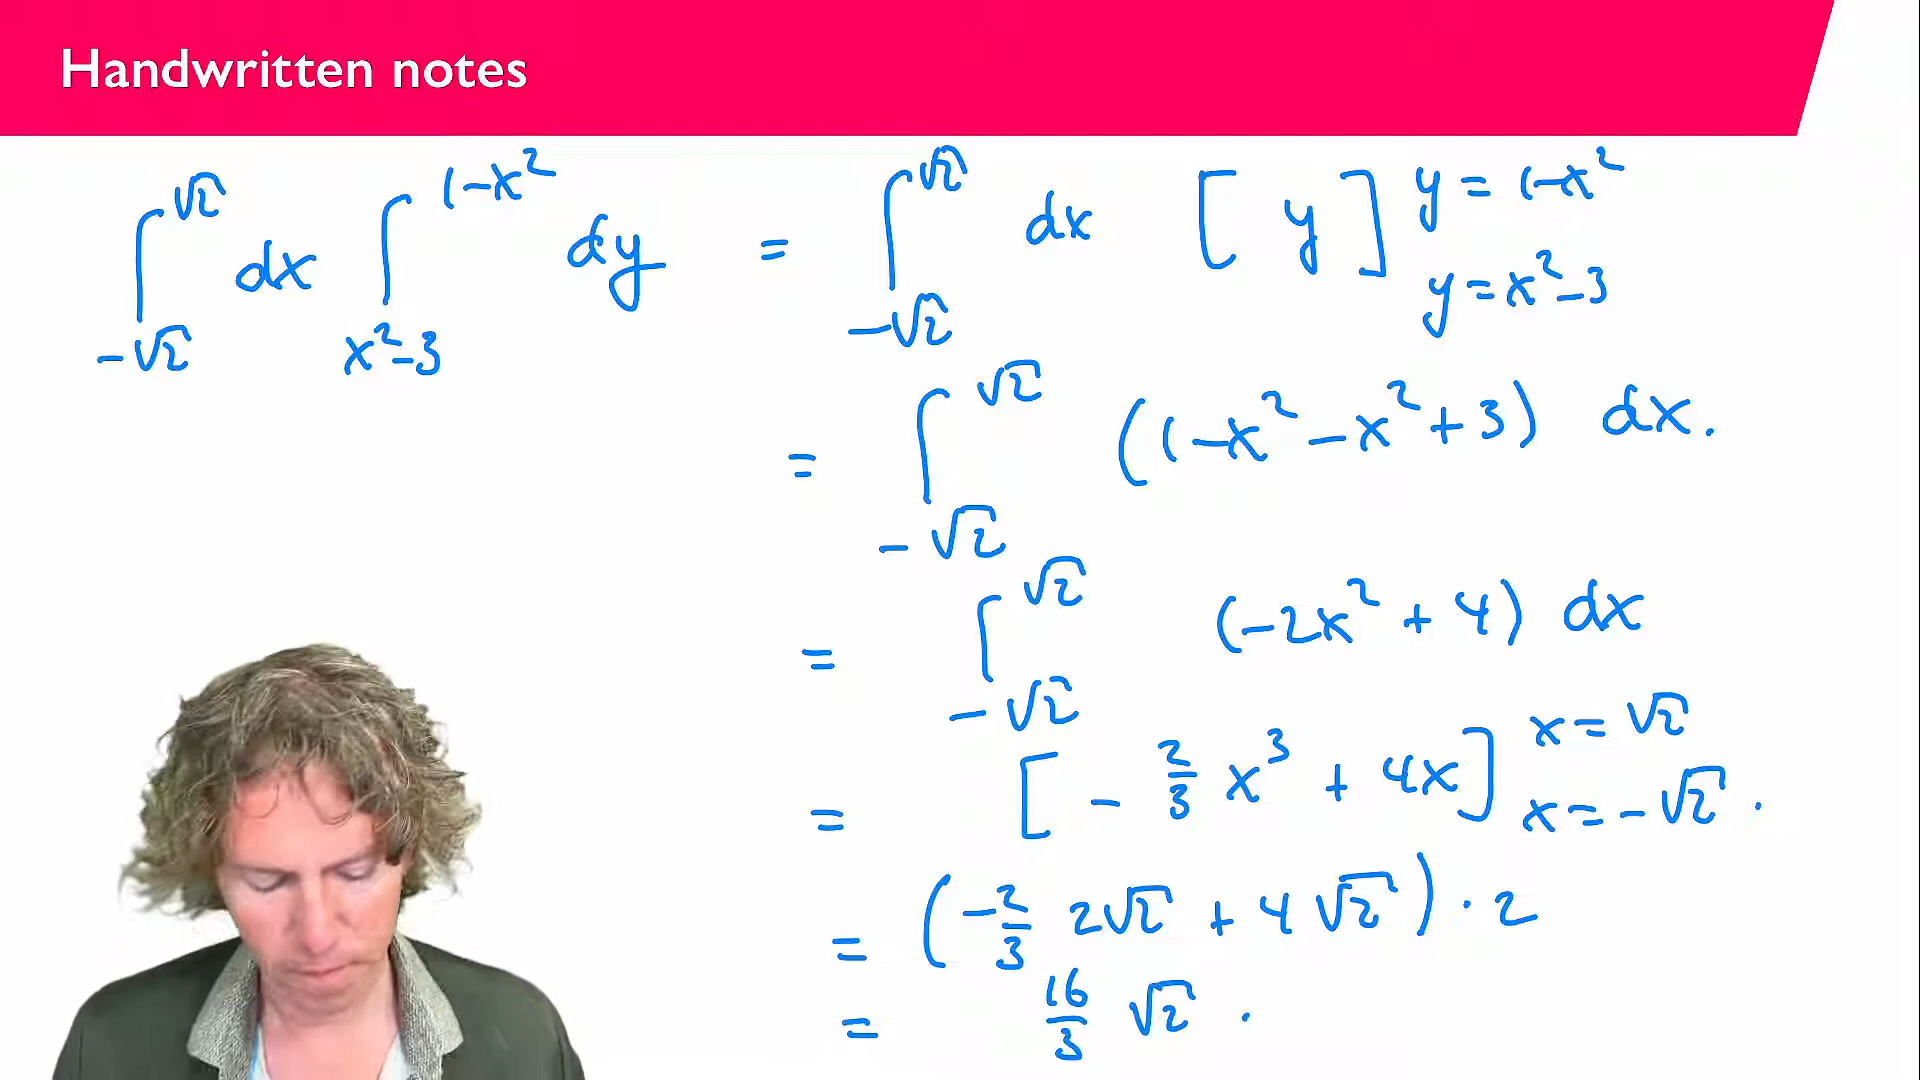 Handwritten notes
∫_{-√2}^{√2} dx ∫_{x²-3}^{1-x²} dy = ∫_{-√2}^{√2} dx [y]_{y=x²-3}^{y=1-x²}
= ∫_{-√2}^{√2} (1-x²-x²+3) dx.
= ∫_{-√2}^{√2} (-2x²+4) dx
= [-2/3 x³ + 4x]_{x=-√2}^{x=√2}.
= (-2/3 2√2 + 4√2)·2
= 16/3 √2.